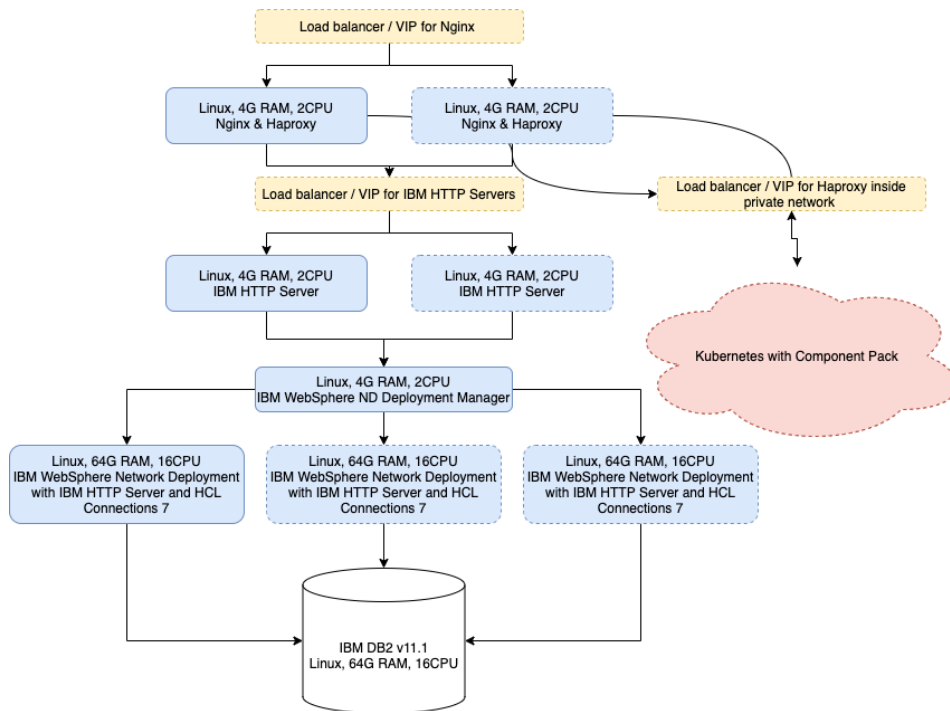 Load balancer / VIP for Nginx
Linux, 4G RAM, 2CPU
Nginx & Haproxy
Linux, 4G RAM, 2CPU
Nginx & Haproxy
Load balancer / VIP for IBM HTTP Servers
Load balancer / VIP for Haproxy inside
private network
Linux, 4G RAM, 2CPU
IBM HTTP Server
Linux, 4G RAM, 2CPU
IBM HTTP Server
Kubernetes with Component Pack
Linux, 4G RAM, 2CPU
IBM WebSphere ND Deployment Manager
Linux, 64G RAM, 16CPU
IBM WebSphere Network Deployment
with IBM HTTP Server and HCL
Connections 7
Linux, 64G RAM, 16CPU
IBM WebSphere Network Deployment
with IBM HTTP Server and HCL
Connections 7
Linux, 64G RAM, 16CPU
IBM WebSphere Network Deployment
with IBM HTTP Server and HCL
Connections 7
IBM DB2 v11.1
Linux, 64G RAM, 16CPU